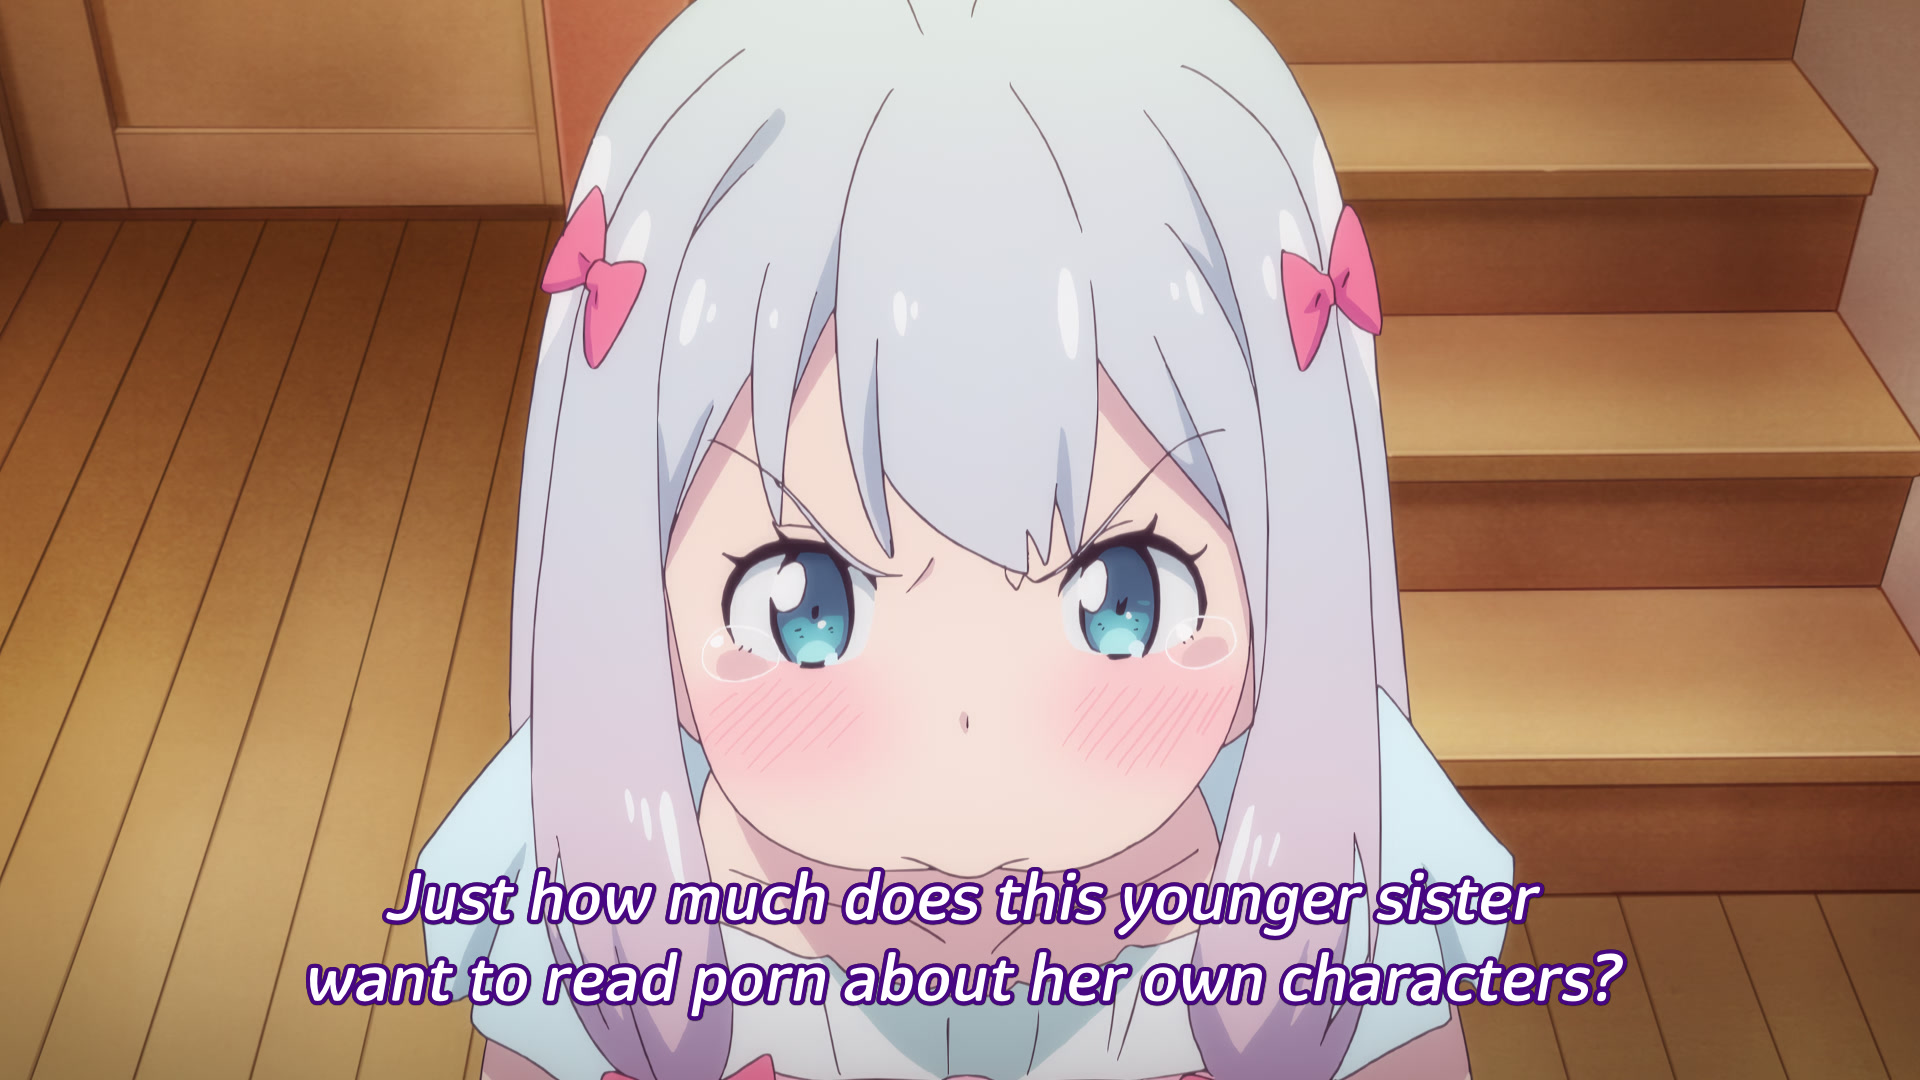 Just how much does this younger sister
want to read porn about her own characters?